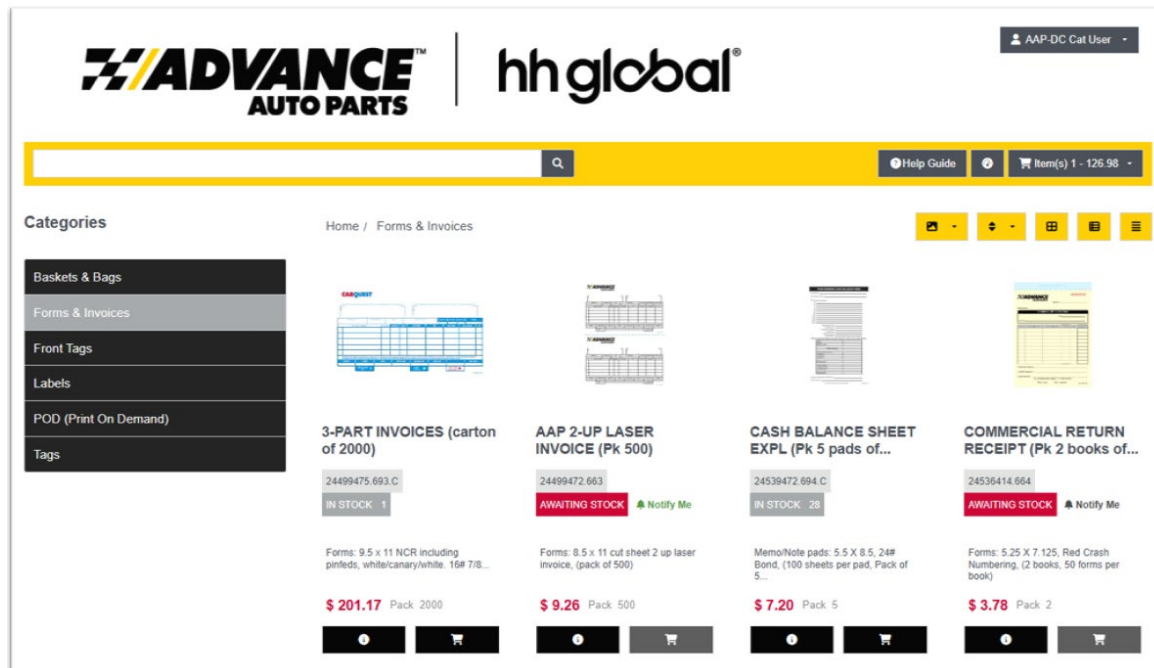 ADVANCE™
AUTO PARTS
hh global®
AAP-DC Cat User
Help Guide
Item(s) 1 - 126.98
Categories
Home / Forms & Invoices
Baskets & Bags
Forms & Invoices
Front Tags
Labels
POD (Print On Demand)
Tags
CARQUEST
ADVANCE
ADVANCE
ADVANCE
3-PART INVOICES (carton
of 2000)
24499475.693.C
IN STOCK 1
Forms: 9.5 x 11 NCR including
pinfeds, white/canary/white. 16# 7/8...
$ 201.17 Pack 2000
AAP 2-UP LASER
INVOICE (Pk 500)
24499472.663
AWAITING STOCK Notify Me
Forms: 8.5 x 11 cut sheet 2 up laser
invoice, (pack of 500)
$ 9.26 Pack 500
CASH BALANCE SHEET
EXPL (Pk 5 pads of...
24539472.694.C
IN STOCK 28
Memo/Note pads: 5.5 X 8.5, 24#
Bond, (100 sheets per pad, Pack of
5...
$ 7.20 Pack 5
COMMERCIAL RETURN
RECEIPT (Pk 2 books of...
24536414.664
AWAITING STOCK Notify Me
Forms: 5.25 X 7.125, Red Crash
Numbering, (2 books, 50 forms per
book)
$ 3.78 Pack 2